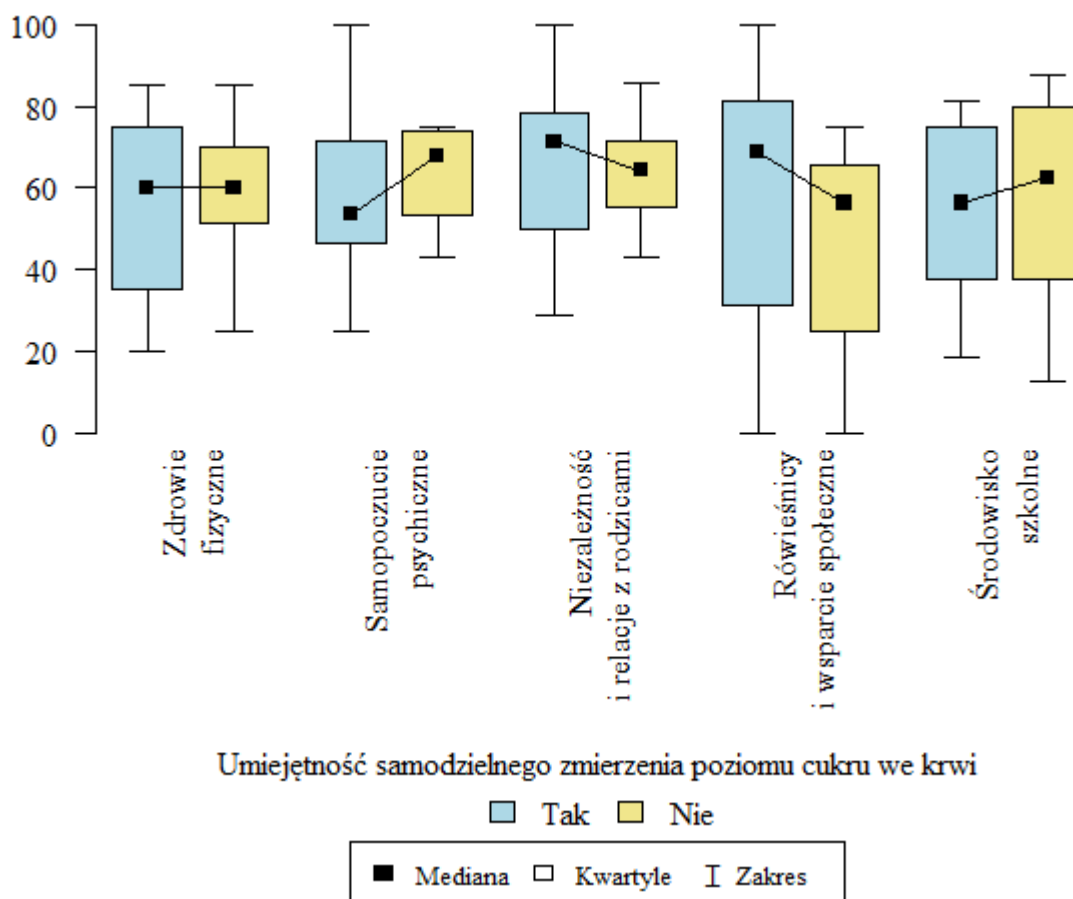 100
80
60
40
20
0
Zdrowie
fizyczne
Samopoczucie
psychiczne
Niezależność
i relacje z rodzicami
Rówieśnicy
i wsparcie społeczne
Środowisko
szkolne
Umiejętność samodzielnego zmierzenia poziomu cukru we krwi
Tak Nie
Mediana Kwartyle Zakres